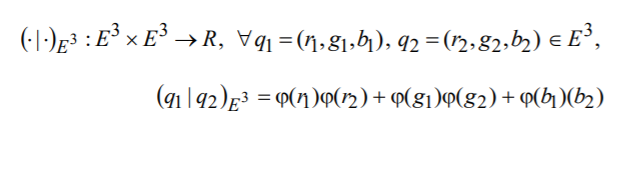 (·|·)_{E^3} : E^3 × E^3 → R, ∀ q_1 = (r_1, g_1, b_1), q_2 = (r_2, g_2, b_2) ∈ E^3,
(q_1 | q_2)_{E^3} = φ(r_1)φ(r_2) + φ(g_1)φ(g_2) + φ(b_1)(b_2)